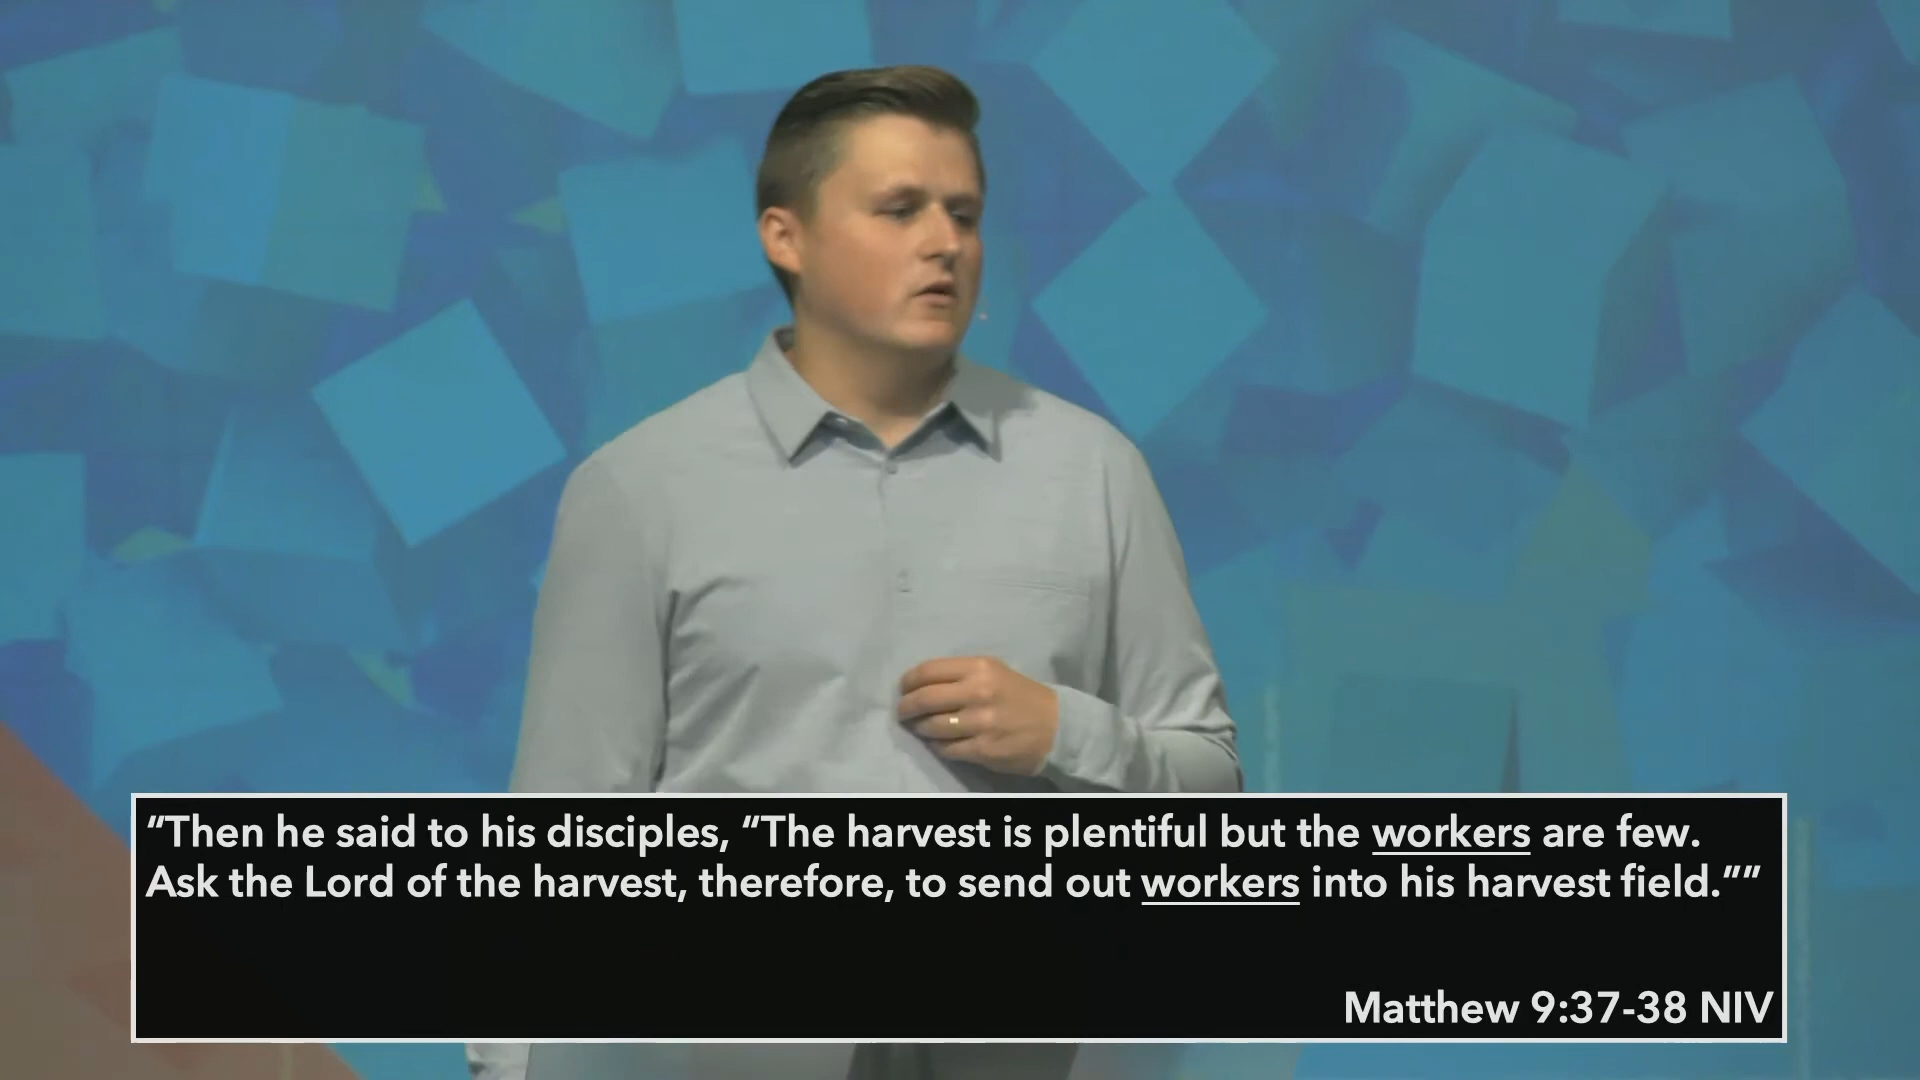 “Then he said to his disciples, “The harvest is plentiful but the workers are few.
Ask the Lord of the harvest, therefore, to send out workers into his harvest field.””
Matthew 9:37-38 NIV